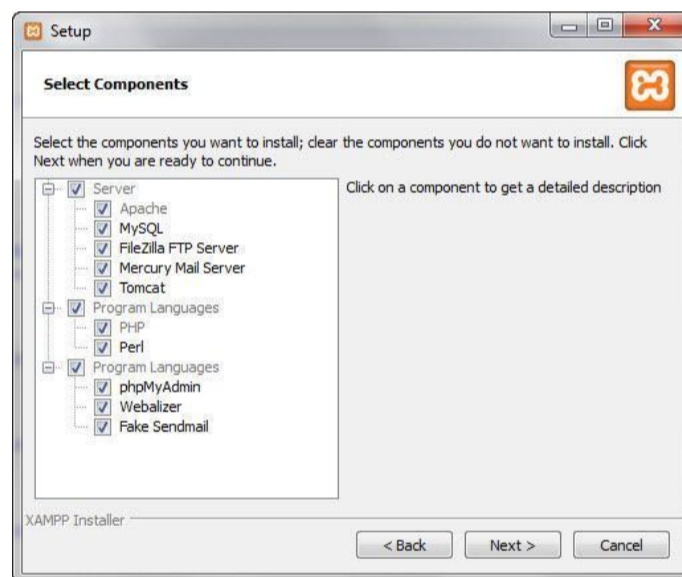 Setup
Select Components
Select the components you want to install; clear the components you do not want to install. Click
Next when you are ready to continue.
Server
Apache
MySQL
FileZilla FTP Server
Mercury Mail Server
Tomcat
Program Languages
PHP
Perl
Program Languages
phpMyAdmin
Webalizer
Fake Sendmail
Click on a component to get a detailed description
XAMPP Installer
< Back
Next >
Cancel